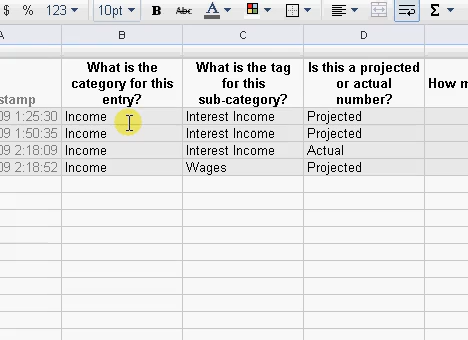 $ % 123 10pt B Abc A Σ
A B C D
What is the What is the tag Is this a projected
category for this for this or actual How m
stamp entry? sub-category? number?
09 1:25:30 Income Interest Income Projected
09 1:50:35 Income Interest Income Projected
09 2:18:09 Income Interest Income Actual
09 2:18:52 Income Wages Projected